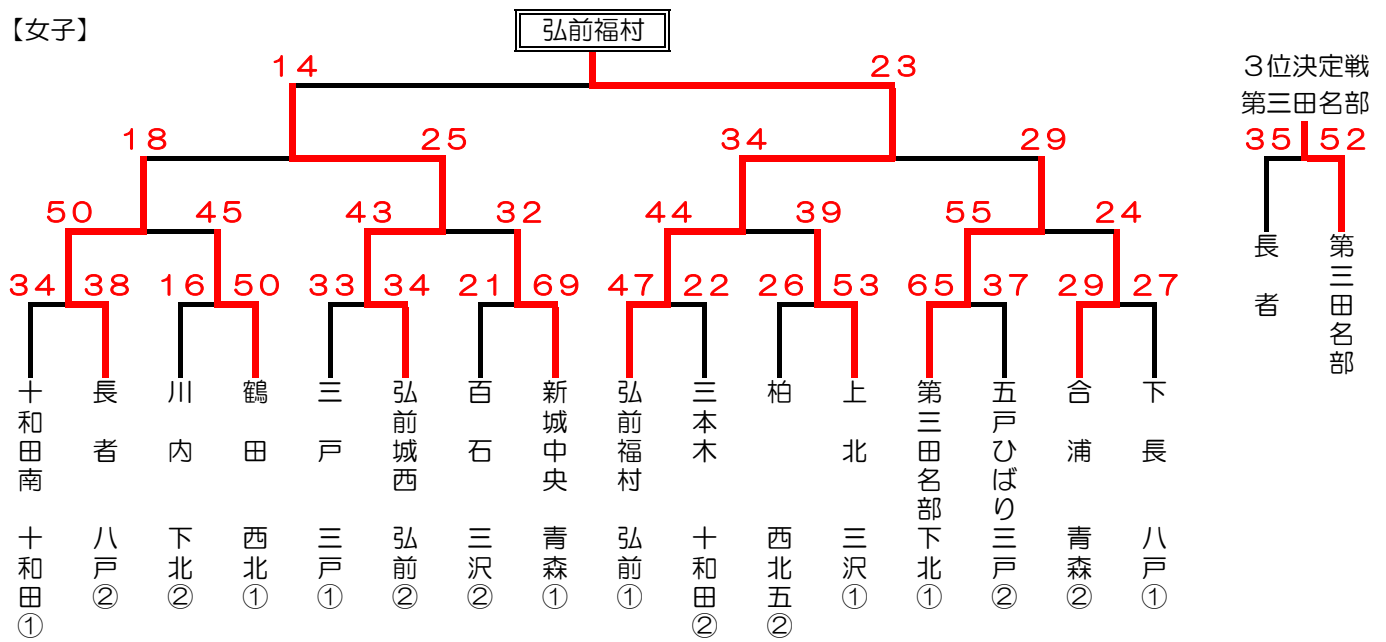 【女子】
弘前福村
14 23
3位決定戦
第三田名部
18 25 34 29
35 52
50 45 43 32 44 39 55 24
長者
第三田名部
34 38 16 50 33 34 21 69 47 22 26 53 65 37 29 27
十和田南
長者
川内
鶴田
三戸
弘前城西
百石
新城中央
弘前福村
三本木
柏
上北
第三田名部
五戸ひばり
合浦
下長
十和田①
八戸②
下北②
西北①
三戸①
弘前②
三沢②
青森①
弘前①
十和田②
西北五②
三沢①
下北①
三戸②
青森②
八戸①